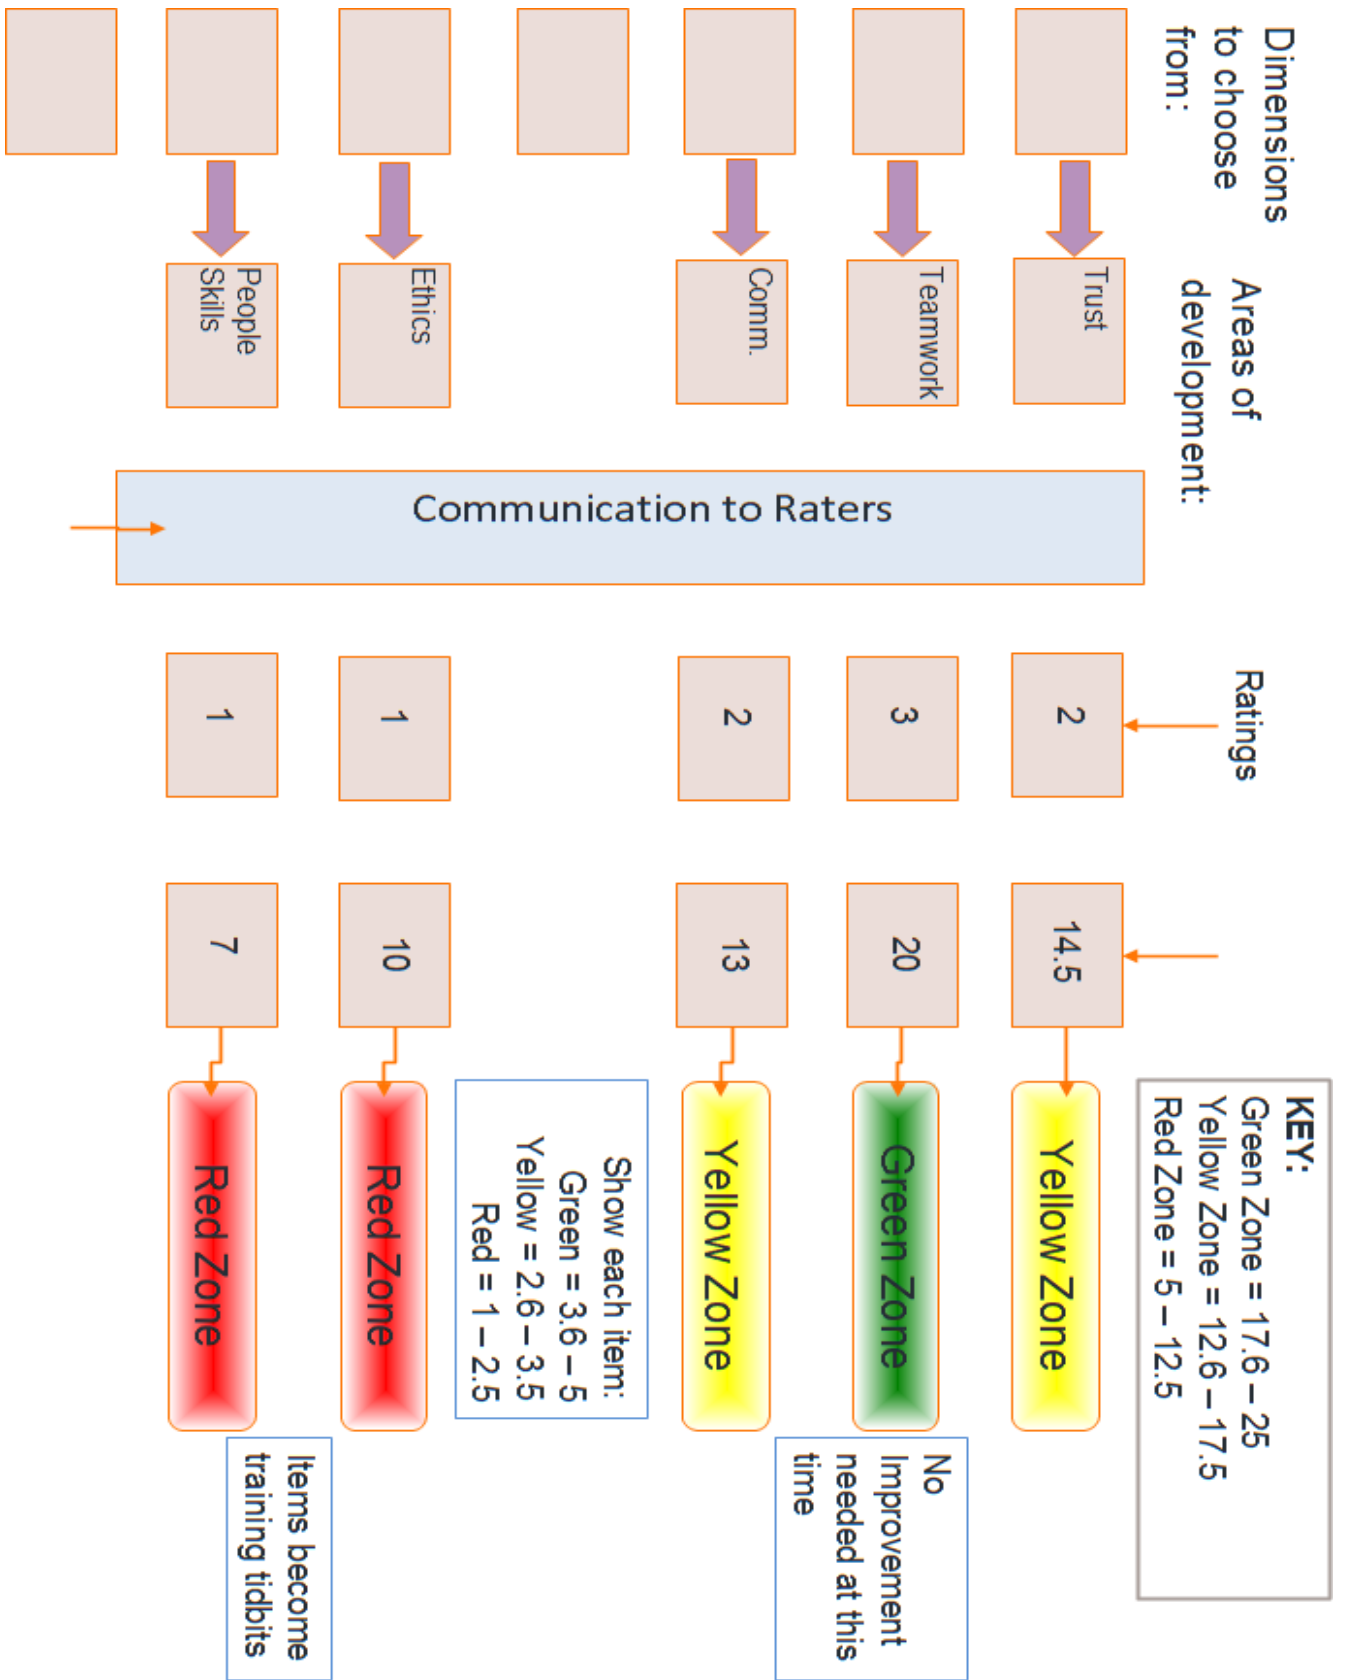 Dimensions
to choose
from:
Areas of
development:
Ratings
KEY:
Green Zone = 17.6 – 25
Yellow Zone = 12.6 – 17.5
Red Zone = 5 – 12.5
Trust
2
14.5
Yellow Zone
Teamwork
3
20
Green Zone
No
Improvement
needed at this
time
Comm.
2
13
Yellow Zone
Communication to Raters
Show each item:
Green = 3.6 – 5
Yellow = 2.6 – 3.5
Red = 1 – 2.5
Ethics
1
10
Red Zone
People
Skills
1
7
Red Zone
Items become
training tidbits